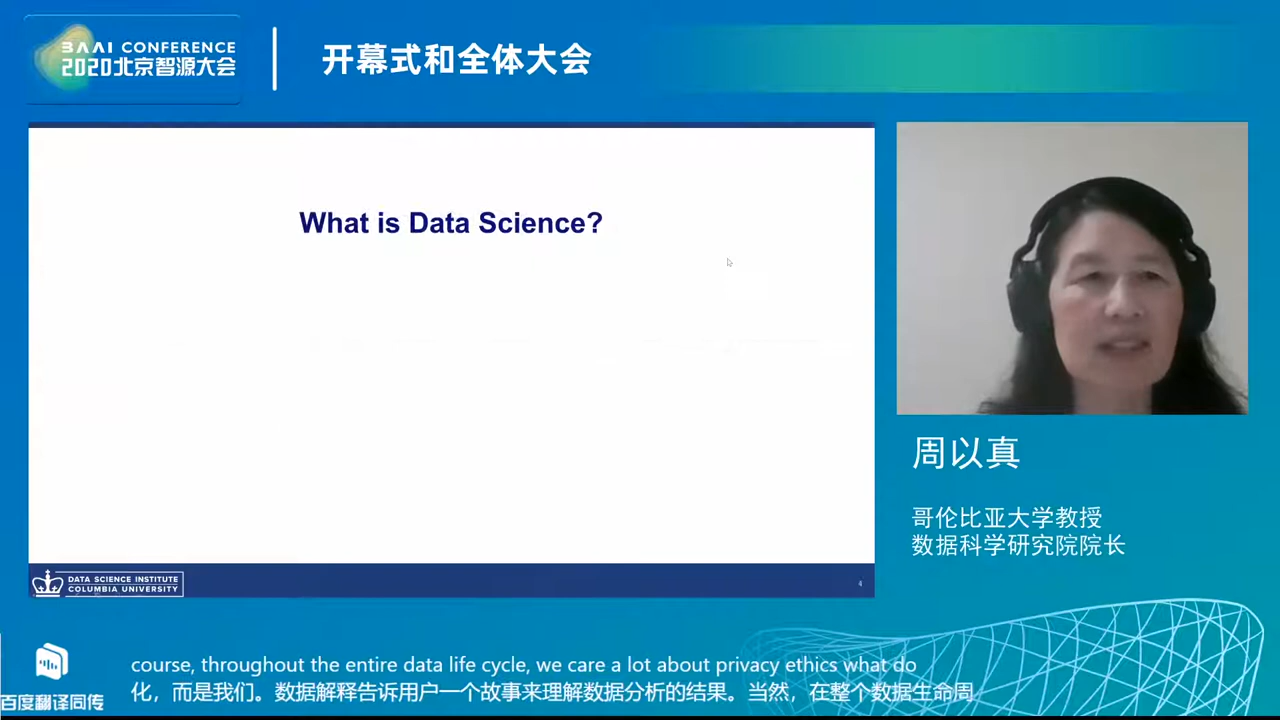 BAAI CONFERENCE
2020北京智源大会
开幕式和全体大会
What is Data Science?
周以真
哥伦比亚大学教授
数据科学研究院院长
DATA SCIENCE INSTITUTE
COLUMBIA UNIVERSITY
4
course, throughout the entire data life cycle, we care a lot about privacy ethics what do
化，而是我们。数据解释告诉用户一个故事来理解数据分析的结果。当然，在整个数据生命周
百度翻译同传